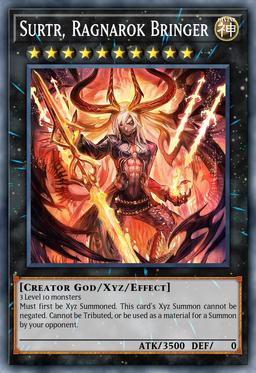 Surtr, Ragnarok Bringer
神
[Creator God/Xyz/Effect]
3 Level 10 monsters
Must first be Xyz Summoned. This card's Xyz Summon cannot be
negated. Cannot be Tributed, or be used as a material for a Summon
by your opponent.
ATK/3500 DEF/ 0